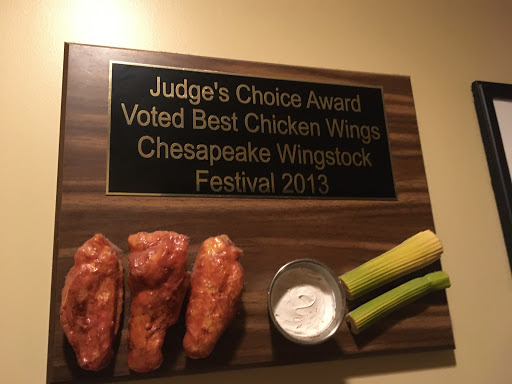 Judge's Choice Award
Voted Best Chicken Wings
Chesapeake Wingstock
Festival 2013